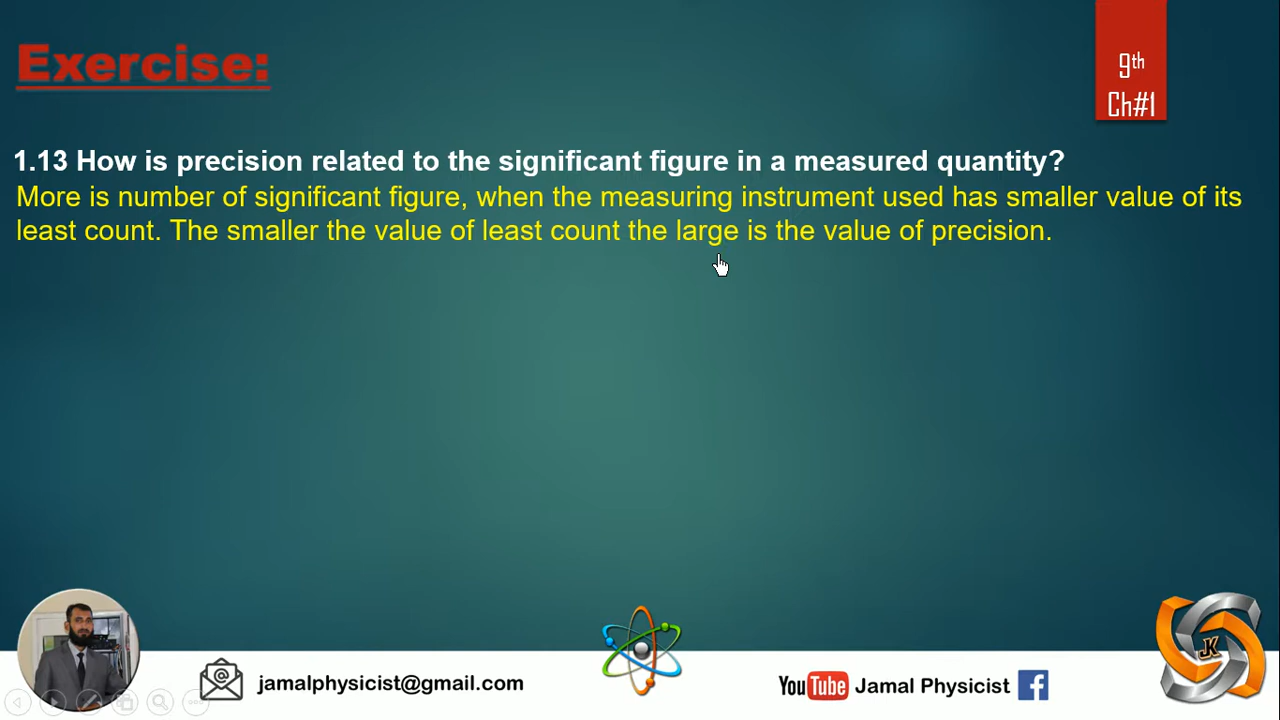 Exercise:
9th
Ch#1
1.13 How is precision related to the significant figure in a measured quantity?
More is number of significant figure, when the measuring instrument used has smaller value of its
least count. The smaller the value of least count the large is the value of precision.
jamalphysicist@gmail.com
YouTube Jamal Physicist f
JK